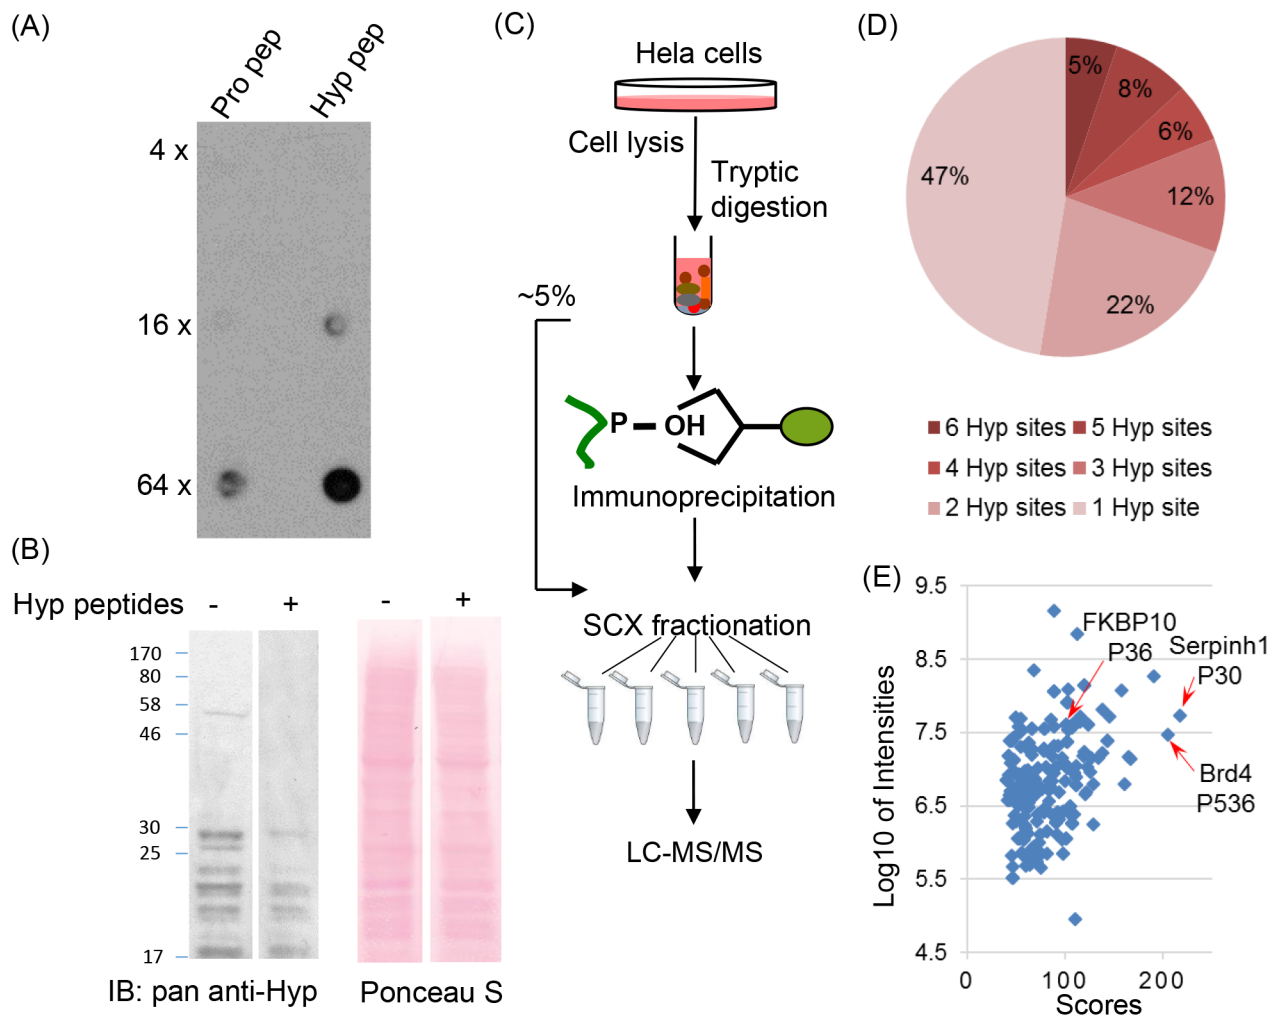 (A)
Pro pep
Hyp pep
4 x
16 x
64 x
(B)
Hyp peptides - + - +
170
80
58
46
30
25
17
IB: pan anti-Hyp
Ponceau S
(C)
Hela cells
Cell lysis
Tryptic
digestion
~5%
P
OH
Immunoprecipitation
SCX fractionation
LC-MS/MS
(D)
5%
8%
6%
12%
22%
47%
6 Hyp sites
5 Hyp sites
4 Hyp sites
3 Hyp sites
2 Hyp sites
1 Hyp site
(E)
Log10 of Intensities
9.5
8.5
7.5
6.5
5.5
4.5
FKBP10
P36
Serpinh1
P30
Brd4
P536
0
100
200
Scores